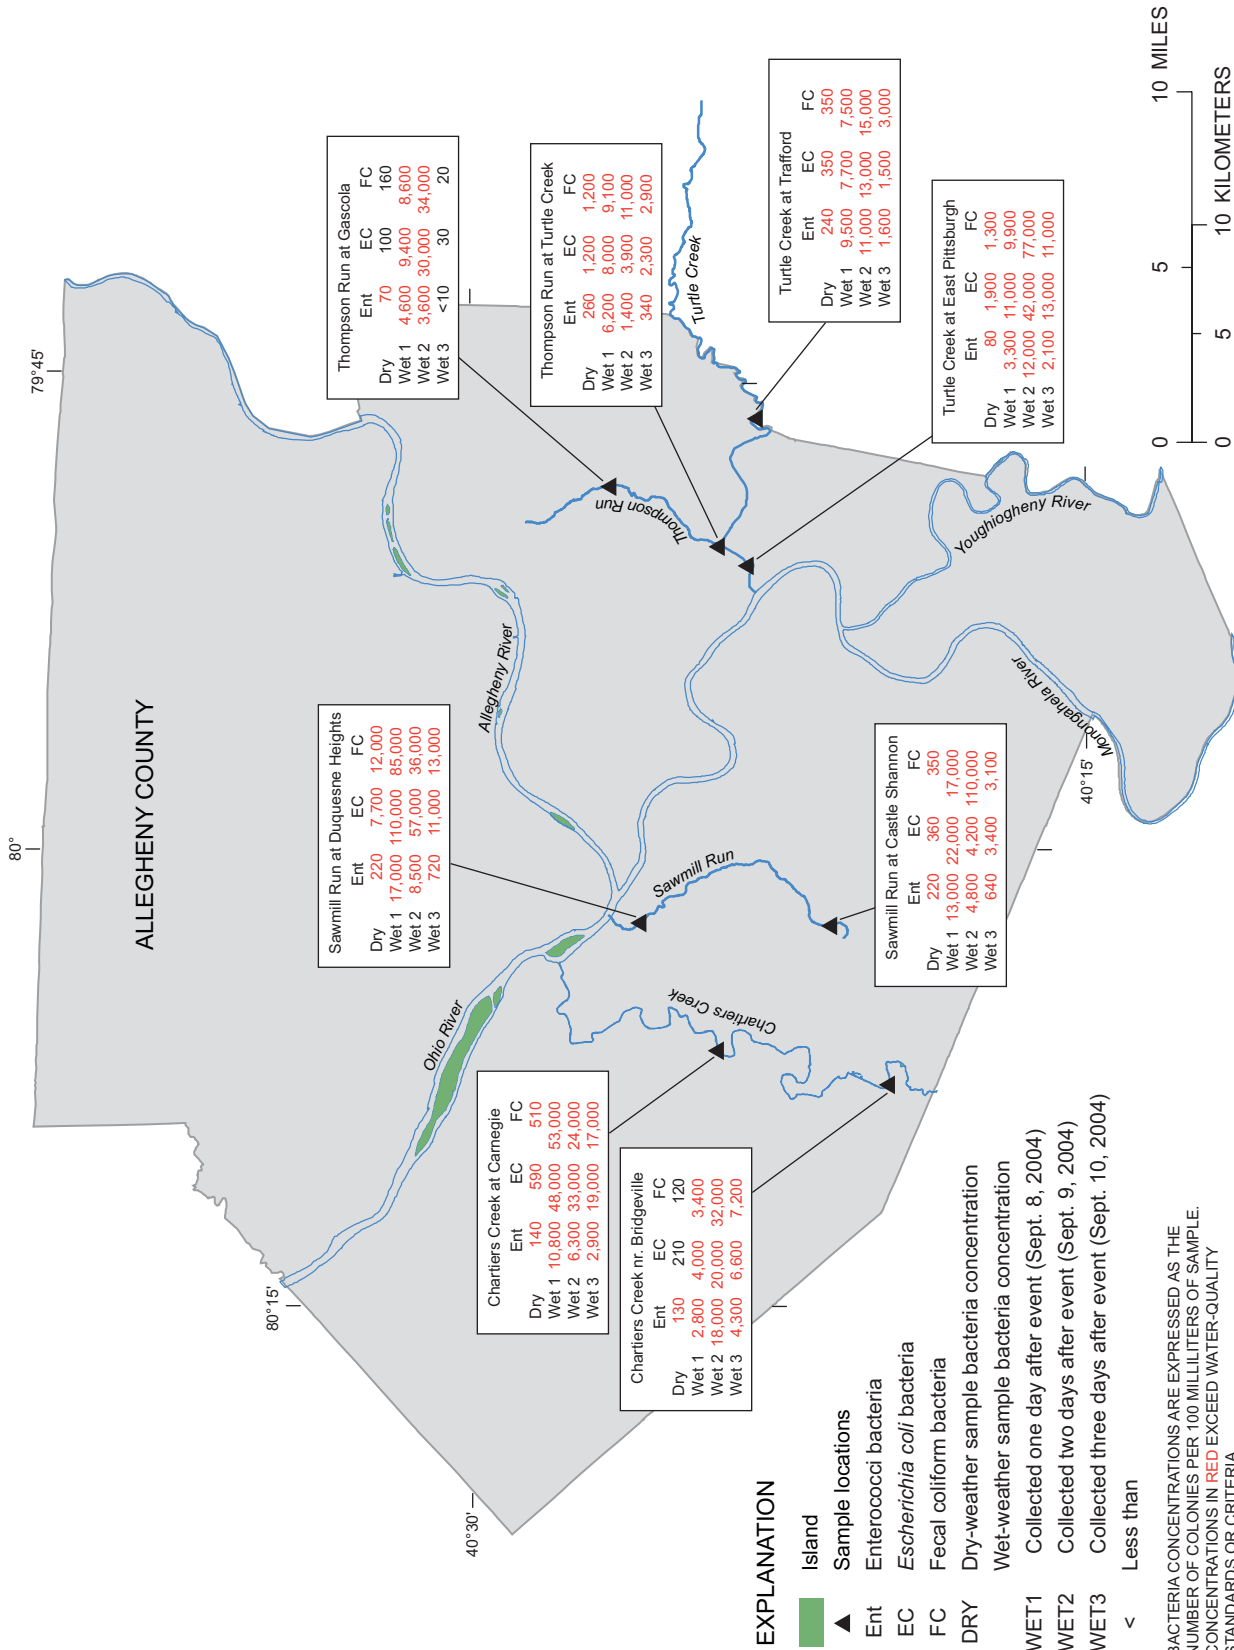 ALLEGHENY COUNTY
80°15'
80°
79°45'
40°30'
40°15'
Ohio River
Allegheny River
Monongahela River
Youghiogheny River
Chartiers Creek
Sawmill Run
Thompson Run
Turtle Creek
Chartiers Creek at Carnegie
Ent EC FC
Dry 140 590 510
Wet 1 10,800 48,000 53,000
Wet 2 6,300 33,000 24,000
Wet 3 2,900 19,000 17,000
Chartiers Creek nr. Bridgeville
Ent EC FC
Dry 130 210 120
Wet 1 2,800 4,000 3,400
Wet 2 18,000 20,000 32,000
Wet 3 4,300 6,600 7,200
Sawmill Run at Duquesne Heights
Ent EC FC
Dry 220 7,700 12,000
Wet 1 17,000 110,000 85,000
Wet 2 8,500 57,000 36,000
Wet 3 720 11,000 13,000
Sawmill Run at Castle Shannon
Ent EC FC
Dry 220 360 350
Wet 1 13,000 22,000 17,000
Wet 2 4,800 4,200 110,000
Wet 3 640 3,400 3,100
Thompson Run at Gascola
Ent EC FC
Dry 70 100 160
Wet 1 4,600 9,400 8,600
Wet 2 3,600 30,000 34,000
Wet 3 <10 30 20
Thompson Run at Turtle Creek
Ent EC FC
Dry 260 1,200 1,200
Wet 1 6,200 8,000 9,100
Wet 2 1,400 3,900 11,000
Wet 3 340 2,300 2,900
Turtle Creek at Trafford
Ent EC FC
Dry 240 350 350
Wet 1 9,500 7,700 7,500
Wet 2 11,000 13,000 15,000
Wet 3 1,600 1,500 3,000
Turtle Creek at East Pittsburgh
Ent EC FC
Dry 80 1,900 1,300
Wet 1 3,300 11,000 9,900
Wet 2 12,000 42,000 77,000
Wet 3 2,100 13,000 11,000
EXPLANATION
Island
Sample locations
Ent Enterococci bacteria
EC Escherichia coli bacteria
FC Fecal coliform bacteria
DRY Dry-weather sample bacteria concentration
Wet-weather sample bacteria concentration
WET1 Collected one day after event (Sept. 8, 2004)
WET2 Collected two days after event (Sept. 9, 2004)
WET3 Collected three days after event (Sept. 10, 2004)
< Less than
BACTERIA CONCENTRATIONS ARE EXPRESSED AS THE
NUMBER OF COLONIES PER 100 MILLILITERS OF SAMPLE.
CONCENTRATIONS IN RED EXCEED WATER-QUALITY
STANDARDS OR CRITERIA
0 5 10 MILES
0 5 10 KILOMETERS